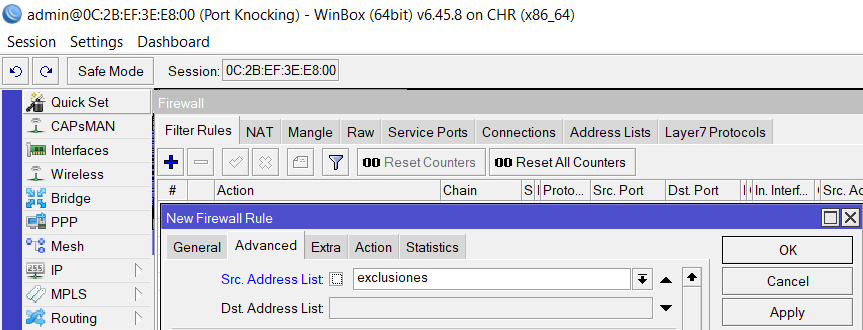 admin@0C:2B:EF:3E:E8:00 (Port Knocking) - WinBox (64bit) v6.45.8 on CHR (x86_64)
Session Settings Dashboard
Safe Mode Session: 0C:2B:EF:3E:E8:00
Quick Set
CAPsMAN
Interfaces
Wireless
Bridge
PPP
Mesh
255
IP
MPLS
Routing
Firewall
Filter Rules NAT Mangle Raw Service Ports Connections Address Lists Layer7 Protocols
00 Reset Counters 00 Reset All Counters
# Action Chain S Proto... Src. Port Dst. Port In. Interf... Src. Ac
New Firewall Rule
General Advanced Extra Action Statistics
Src. Address List: exclusiones
Dst. Address List:
OK
Cancel
Apply